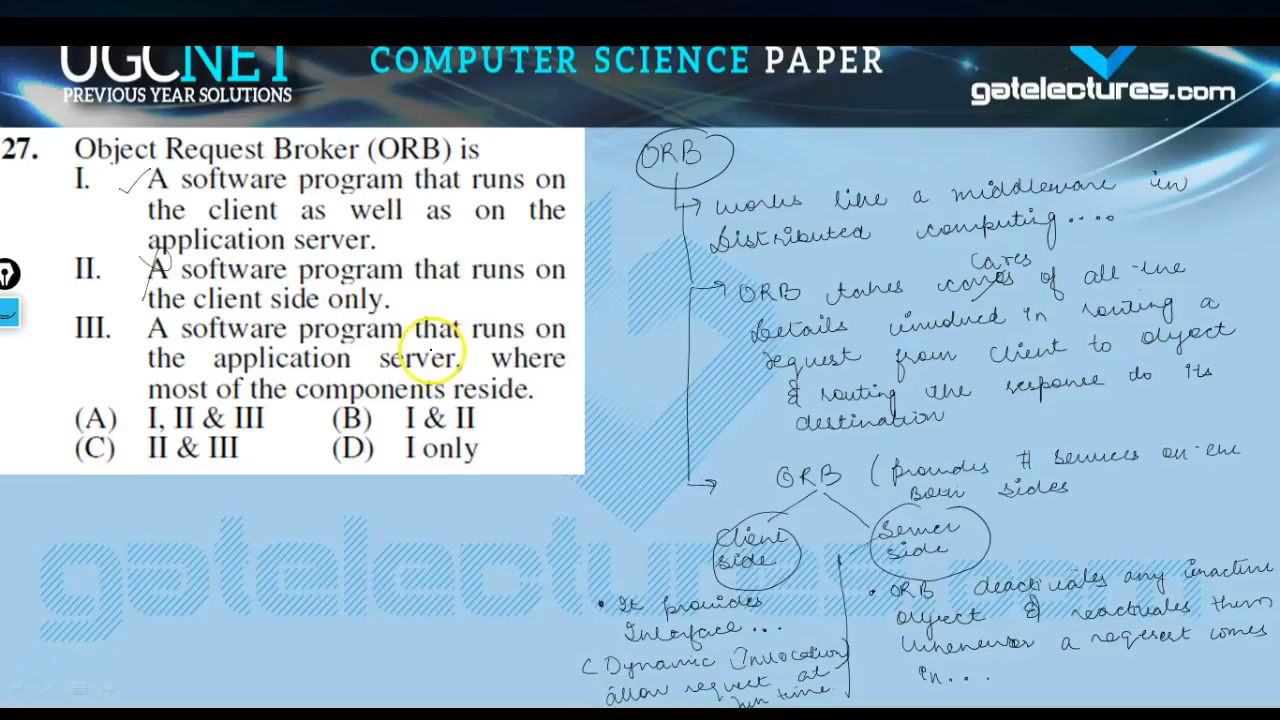 UGCNET
PREVIOUS YEAR SOLUTIONS
COMPUTER SCIENCE PAPER
gatelectures.com
27. Object Request Broker (ORB) is
I. A software program that runs on
the client as well as on the
application server.
II. A software program that runs on
the client side only.
III. A software program that runs on
the application server, where
most of the components reside.
(A) I, II & III (B) I & II
(C) II & III (D) I only
ORB
works like a middleware in
Distributed computing....
cares
ORB takes of all the
details involved in routing a
request from client to object
& routing the response to its
destination
ORB (provides # services on the
both sides
Client
side
Server
side
• It provides
Interface...
(Dynamic Invocation)
allow request at
run time
• ORB deactivates any inactive
object & reactivates them
whenever a request comes
in...
gatelectures.com